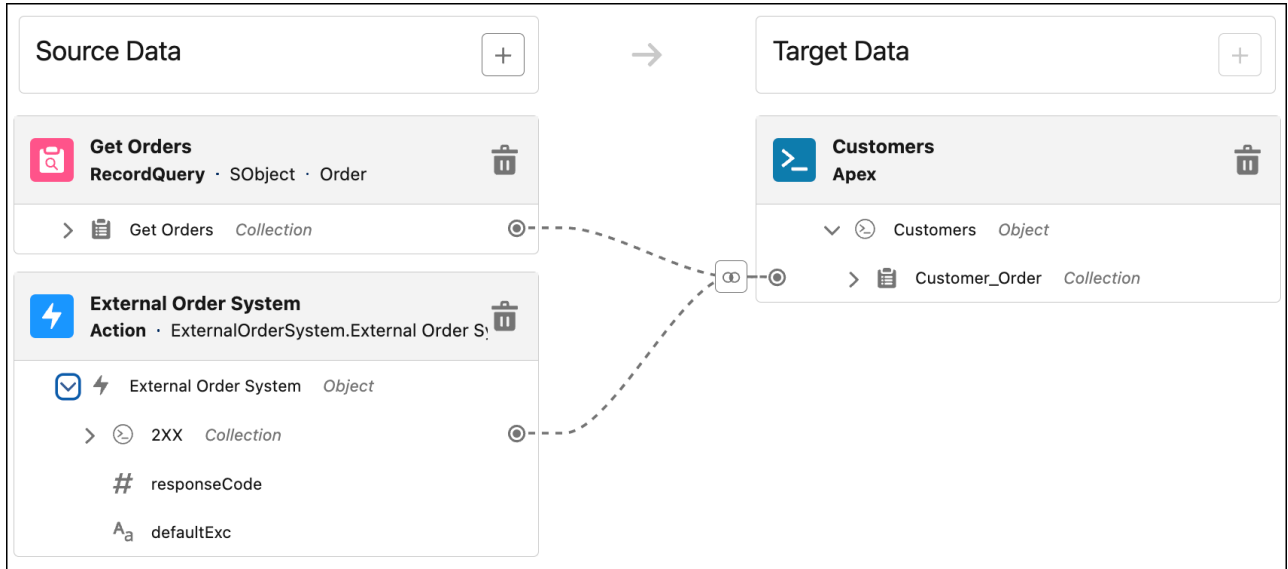 Source Data
Target Data
Get Orders
RecordQuery · SObject · Order
Get Orders Collection
External Order System
Action · ExternalOrderSystem.External Order Sy
External Order System Object
2XX Collection
# responseCode
Aa defaultExc
Customers
Apex
Customers Object
Customer_Order Collection